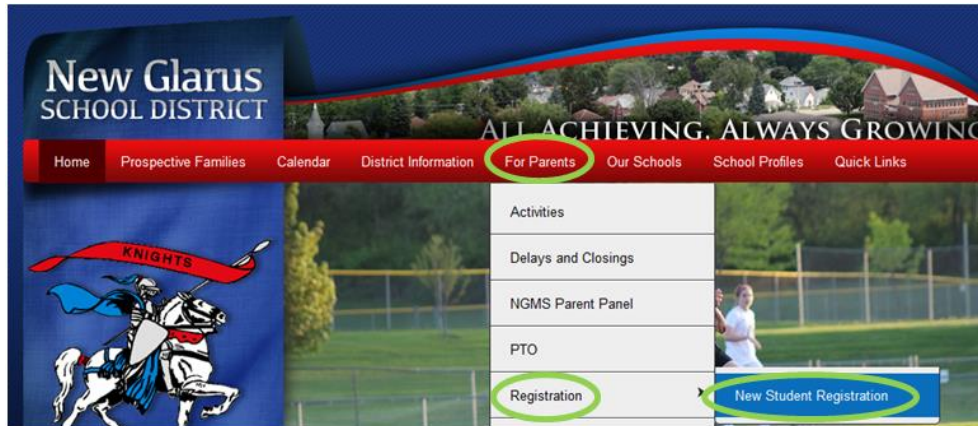 New Glarus
SCHOOL DISTRICT
ALL ACHIEVING, ALWAYS GROWING
Home Prospective Families Calendar District Information For Parents Our Schools School Profiles Quick Links
KNIGHTS
Activities
Delays and Closings
NGMS Parent Panel
PTO
Registration
New Student Registration